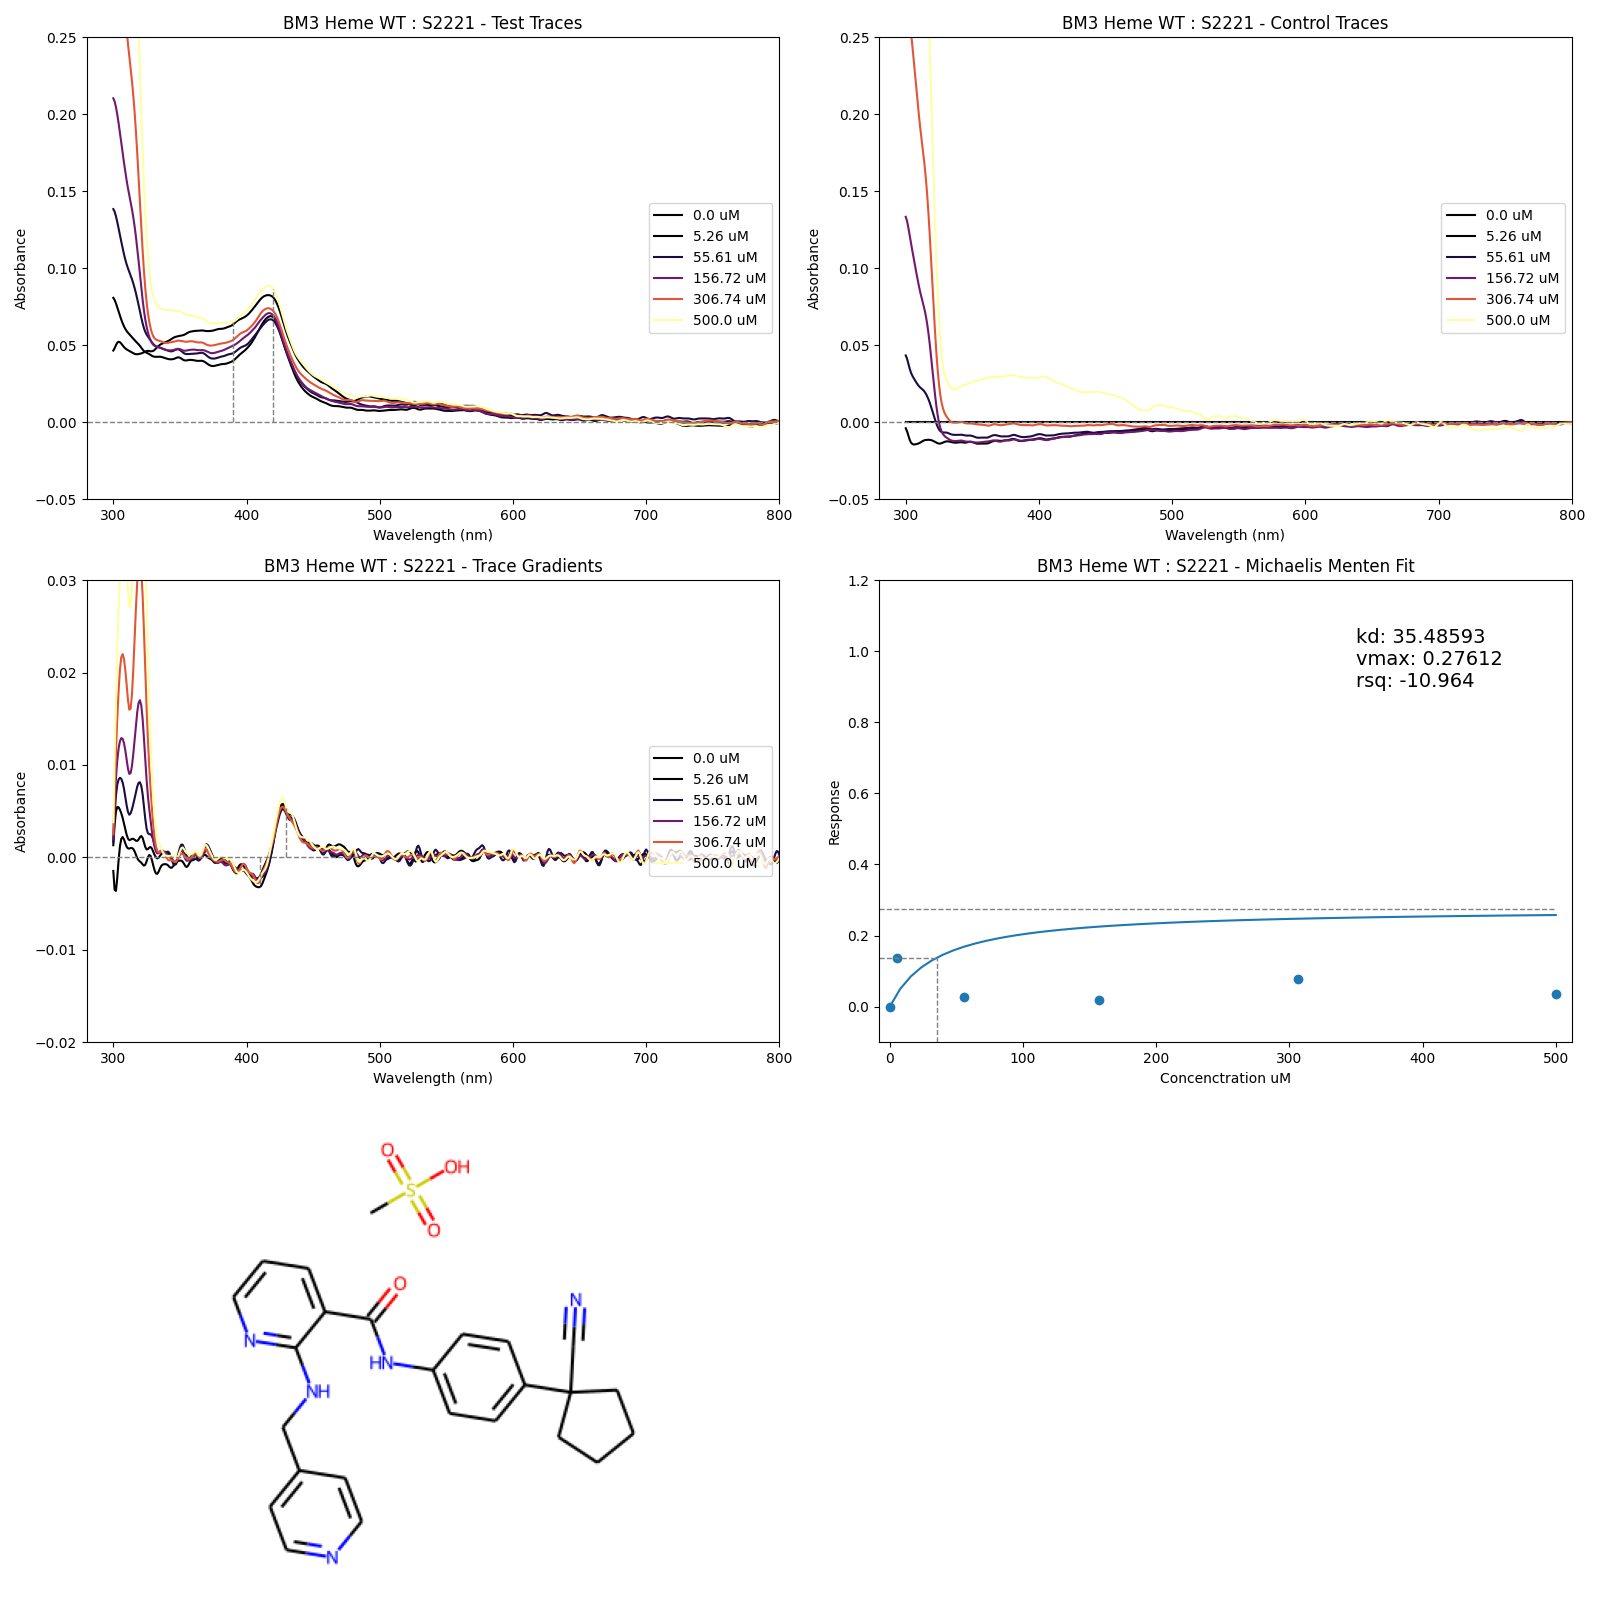 BM3 Heme WT : S2221 - Test Traces
0.25
0.20
0.15
0.10
0.05
0.00
−0.05
Absorbance
300 400 500 600 700 800
Wavelength (nm)
0.0 uM
5.26 uM
55.61 uM
156.72 uM
306.74 uM
500.0 uM
BM3 Heme WT : S2221 - Control Traces
0.25
0.20
0.15
0.10
0.05
0.00
−0.05
Absorbance
300 400 500 600 700 800
Wavelength (nm)
0.0 uM
5.26 uM
55.61 uM
156.72 uM
306.74 uM
500.0 uM
BM3 Heme WT : S2221 - Trace Gradients
0.03
0.02
0.01
0.00
−0.01
−0.02
Absorbance
300 400 500 600 700 800
Wavelength (nm)
0.0 uM
5.26 uM
55.61 uM
156.72 uM
306.74 uM
500.0 uM
BM3 Heme WT : S2221 - Michaelis Menten Fit
1.2
1.0
0.8
0.6
0.4
0.2
0.0
Response
kd: 35.48593
vmax: 0.27612
rsq: -10.964
0 100 200 300 400 500
Concenctration uM
O
OH
S
O
O
N
N
HN
NH
N